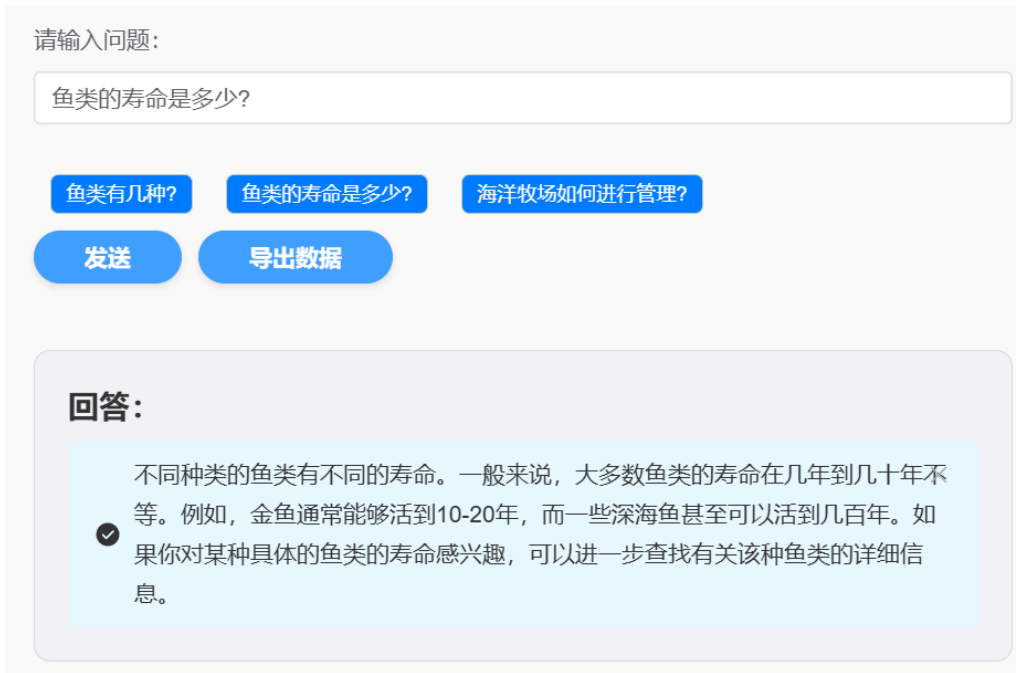 请输入问题：
鱼类的寿命是多少?
鱼类有几种? 鱼类的寿命是多少? 海洋牧场如何进行管理?
发送 导出数据
回答：
不同种类的鱼类有不同的寿命。一般来说，大多数鱼类的寿命在几年到几十年不
等。例如，金鱼通常能够活到10-20年，而一些深海鱼甚至可以活到几百年。如
果你对某种具体的鱼类的寿命感兴趣，可以进一步查找有关该种鱼类的详细信
息。